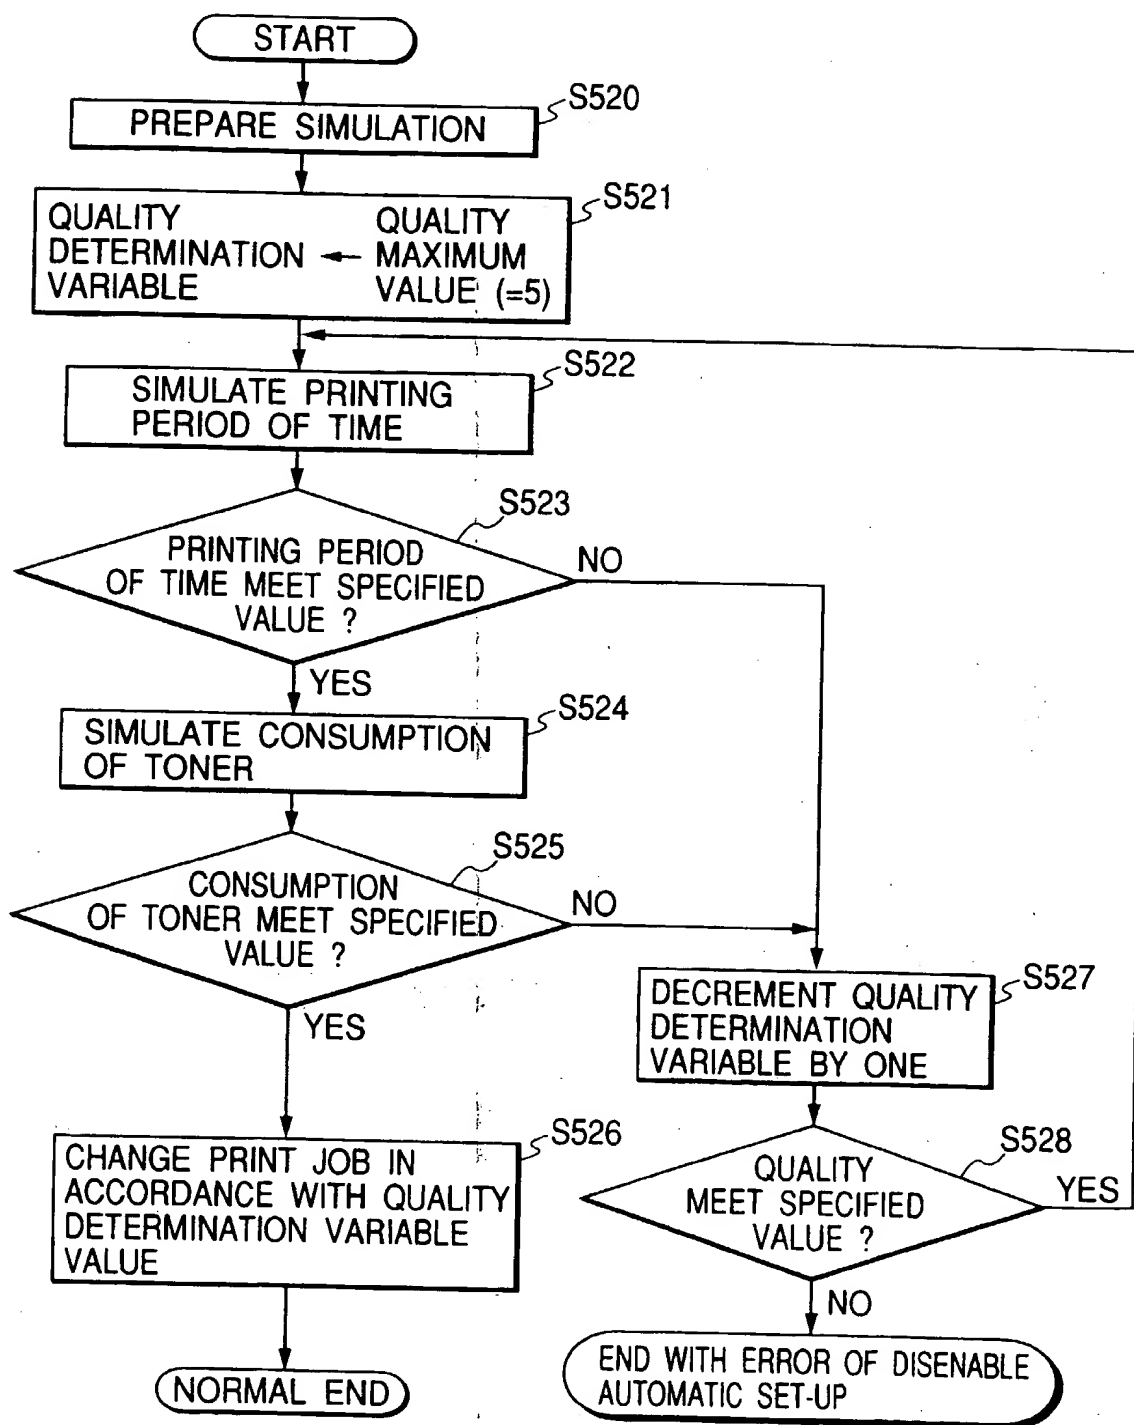 START
S520
PREPARE SIMULATION
S521
QUALITY
DETERMINATION
VARIABLE
←
QUALITY
MAXIMUM
VALUE (=5)
S522
SIMULATE PRINTING
PERIOD OF TIME
S523
PRINTING PERIOD
OF TIME MEET SPECIFIED
VALUE ?
NO
YES
S524
SIMULATE CONSUMPTION
OF TONER
S525
CONSUMPTION
OF TONER MEET SPECIFIED
VALUE ?
NO
YES
S527
DECREMENT QUALITY
DETERMINATION
VARIABLE BY ONE
S526
CHANGE PRINT JOB IN
ACCORDANCE WITH QUALITY
DETERMINATION VARIABLE
VALUE
S528
QUALITY
MEET SPECIFIED
VALUE ?
YES
NO
NORMAL END
END WITH ERROR OF DISENABLE
AUTOMATIC SET-UP